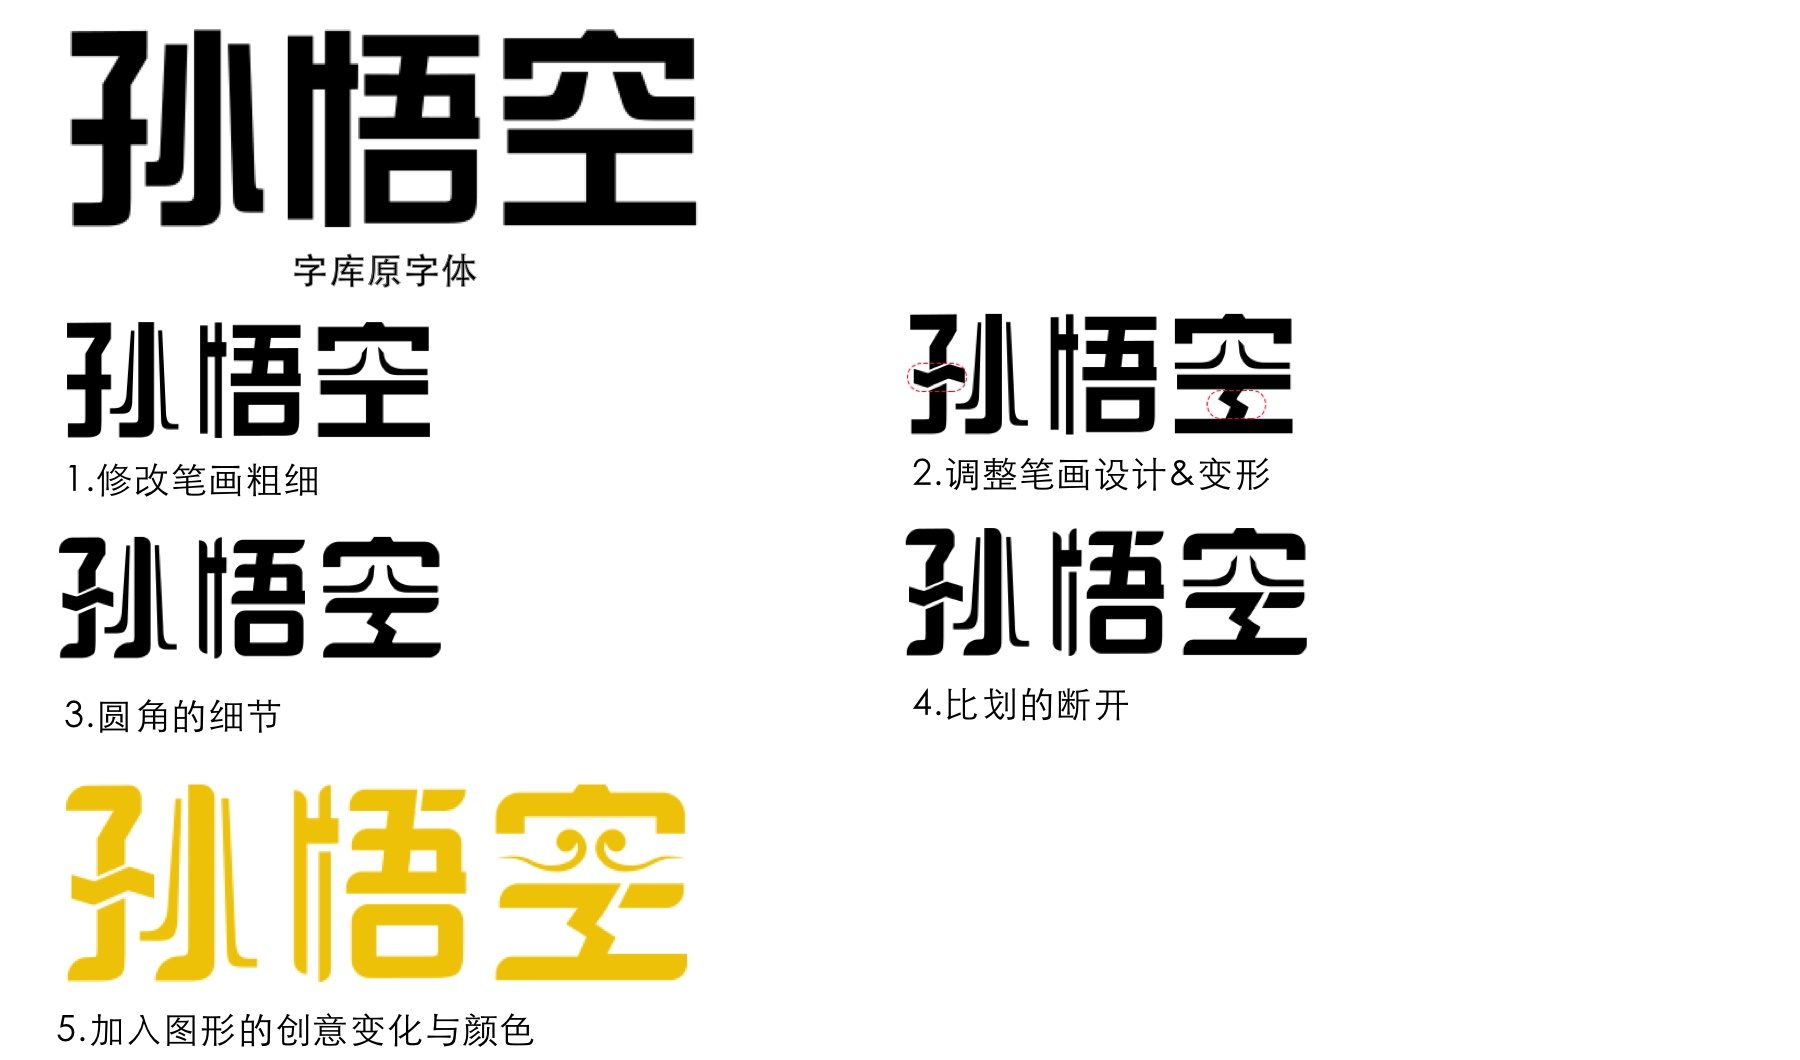 孙悟空
字库原字体
孙悟空
1.修改笔画粗细
孙悟空
2.调整笔画设计&变形
孙悟空
3.圆角的细节
孙悟空
4.比划的断开
孙悟空
5.加入图形的创意变化与颜色